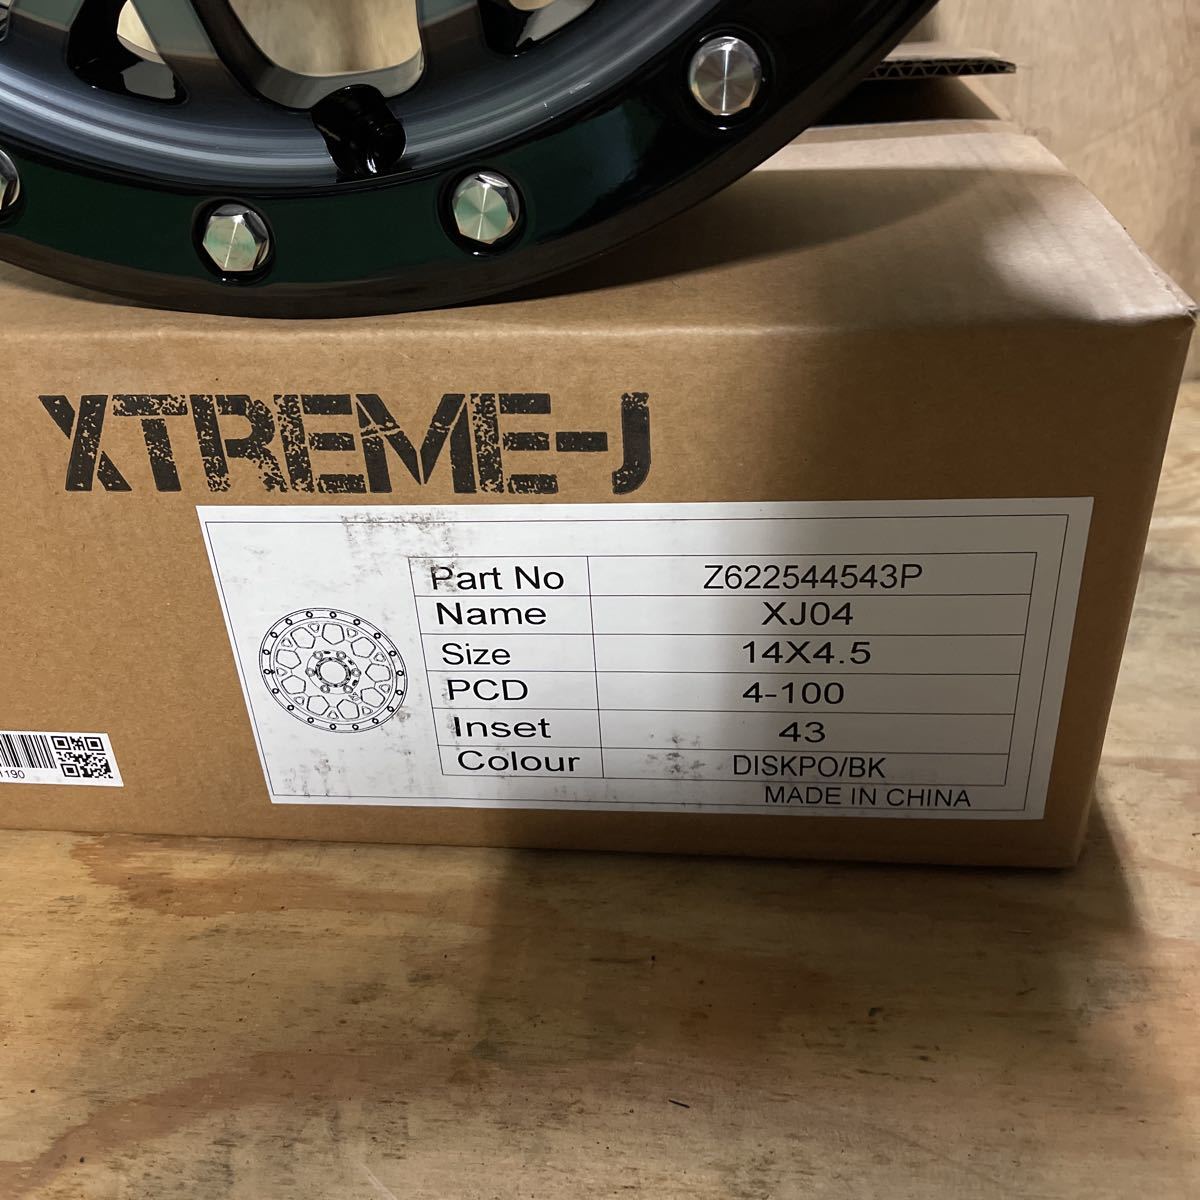 XTREME-J
Part No Z622544543P
Name XJ04
Size 14X4.5
PCD 4-100
Inset 43
Colour DISKPO/BK
MADE IN CHINA
1190